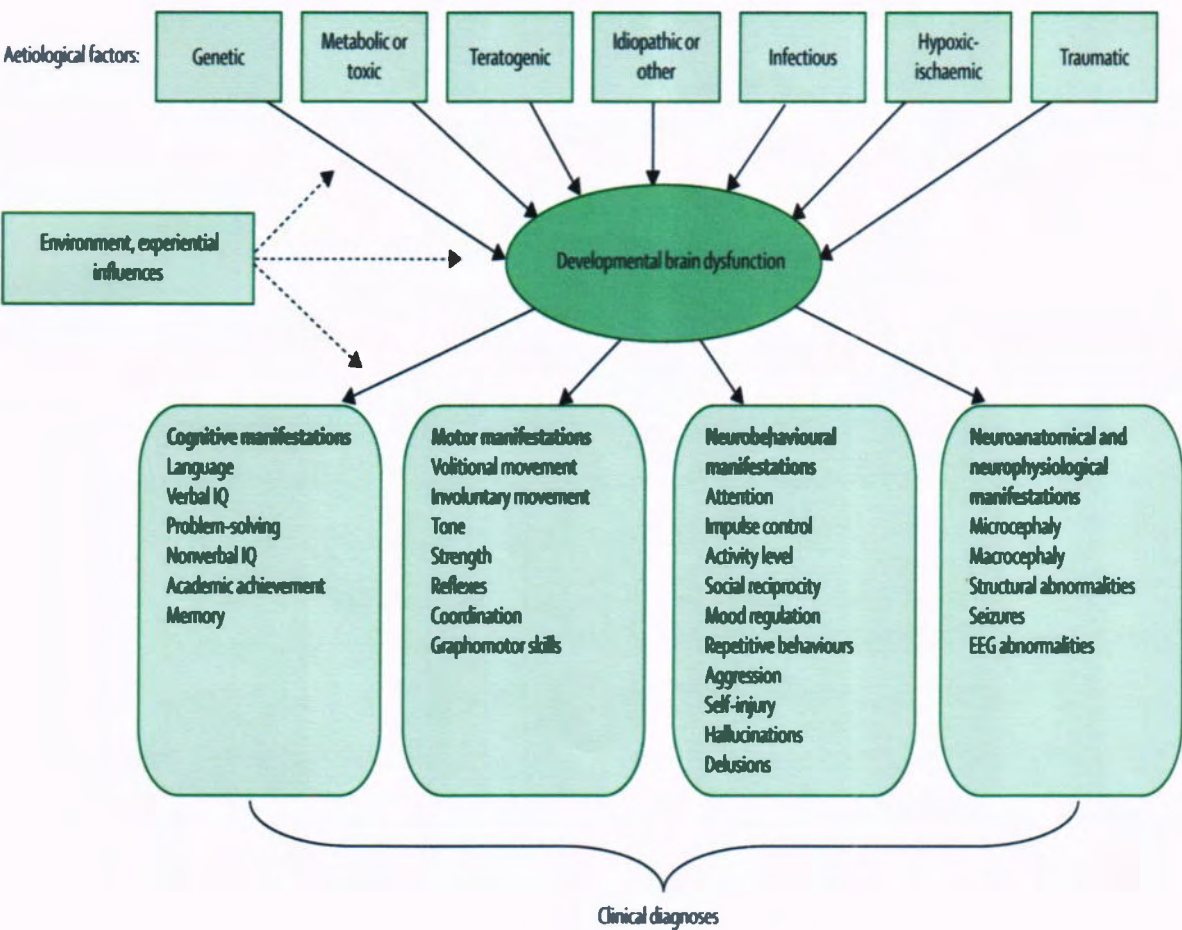 Aetiological factors:
Genetic
Metabolic or
toxic
Teratogenic
Idiopathic or
other
Infectious
Hypoxic-
ischaemic
Traumatic
Environment, experiential
influences
Developmental brain dysfunction
Cognitive manifestations
Language
Verbal IQ
Problem-solving
Nonverbal IQ
Academic achievement
Memory
Motor manifestations
Volitional movement
Involuntary movement
Tone
Strength
Reflexes
Coordination
Graphomotor skills
Neurobehavioural
manifestations
Attention
Impulse control
Activity level
Social reciprocity
Mood regulation
Repetitive behaviours
Aggression
Self-injury
Hallucinations
Delusions
Neuroanatomical and
neurophysiological
manifestations
Microcephaly
Macrocephaly
Structural abnormalities
Seizures
EEG abnormalities
Clinical diagnoses